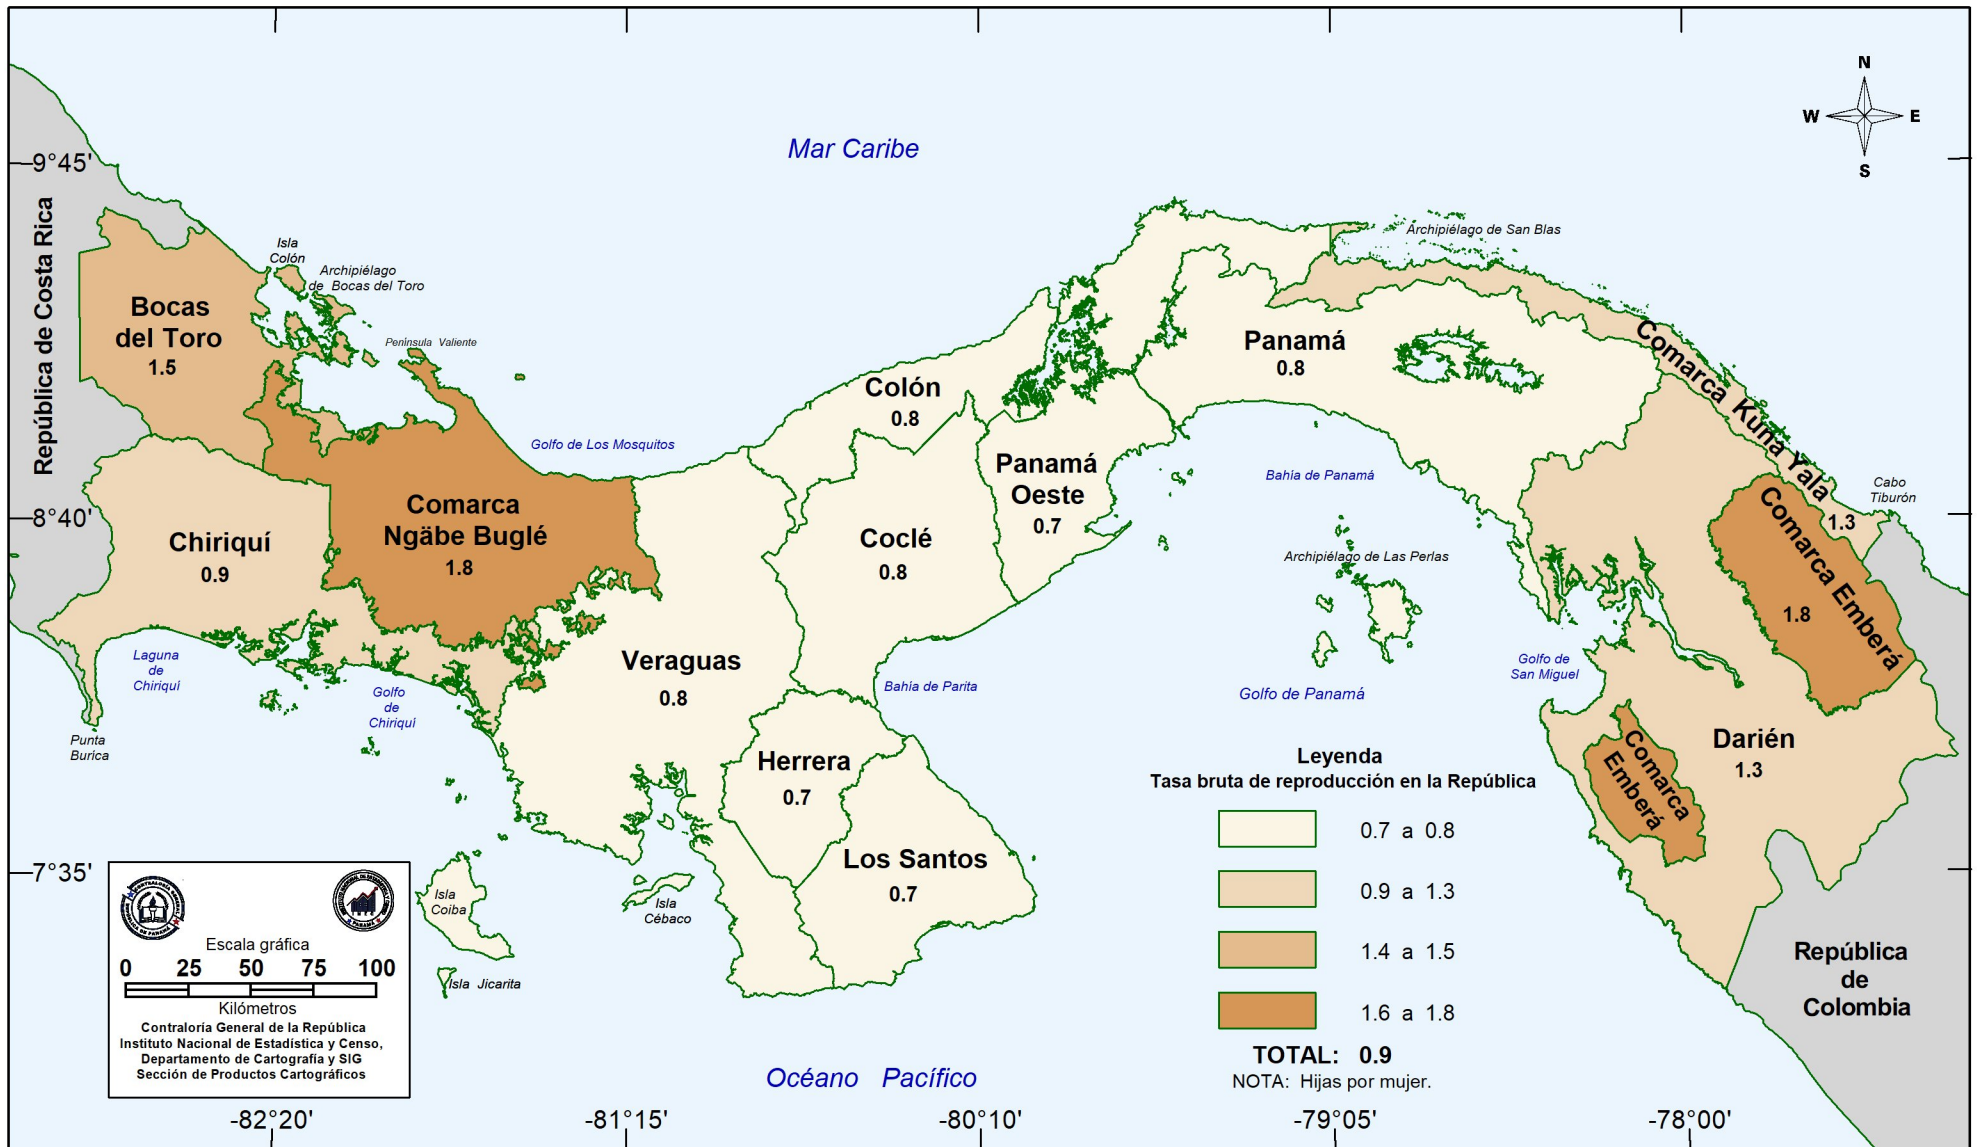 N
W E
S
Mar Caribe
9°45'
República de Costa Rica
Isla
Colón
Archipiélago
de Bocas del Toro
Península Valiente
Bocas
del Toro
1.5
Archipiélago de San Blas
Panamá
0.8
Comarca Kuna Yala
1.3
Colón
0.8
Golfo de Los Mosquitos
Panamá
Oeste
0.7
Bahía de Panamá
Cabo
Tiburón
8°40'
Comarca
Ngäbe Buglé
1.8
Chiriquí
0.9
Coclé
0.8
Archipiélago de Las Perlas
Comarca Emberá
1.8
Laguna
de
Chiriquí
Golfo
de
Chiriquí
Veraguas
0.8
Bahía de Parita
Golfo de Panamá
Golfo de
San Miguel
Punta
Burica
Herrera
0.7
Darién
1.3
Comarca
Emberá
Leyenda
Tasa bruta de reproducción en la República
0.7 a 0.8
0.9 a 1.3
1.4 a 1.5
1.6 a 1.8
TOTAL: 0.9
NOTA: Hijas por mujer.
Los Santos
0.7
7°35'
Isla
Coiba
Isla
Cébaco
Isla Jicarita
República
de
Colombia
Escala gráfica
0 25 50 75 100
Kilómetros
Contraloría General de la República
Instituto Nacional de Estadística y Censo,
Departamento de Cartografía y SIG
Sección de Productos Cartográficos
Océano Pacífico
-82°20' -81°15' -80°10' -79°05' -78°00'